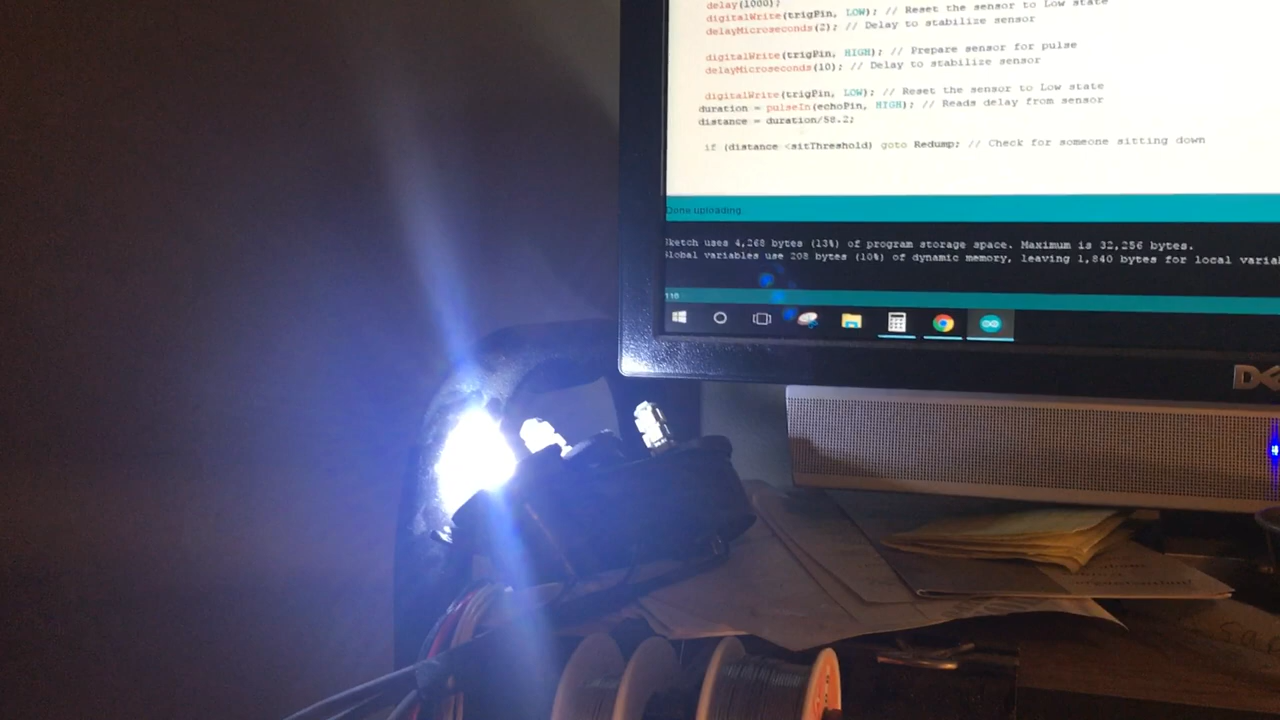 delay(1000);
digitalWrite(trigPin, LOW); // Reset the sensor to Low state
delayMicroseconds(2); // Delay to stabilize sensor
digitalWrite(trigPin, HIGH); // Prepare sensor for pulse
delayMicroseconds(10); // Delay to stabilize sensor
digitalWrite(trigPin, LOW); // Reset the sensor to Low state
duration = pulseIn(echoPin, HIGH); // Reads delay from sensor
distance = duration/58.2;
if (distance <sitThreshold) goto Redump; // Check for someone sitting down
Done uploading.
Sketch uses 4,268 bytes (13%) of program storage space. Maximum is 32,256 bytes.
Global variables use 208 bytes (10%) of dynamic memory, leaving 1,840 bytes for local varia
110
DE